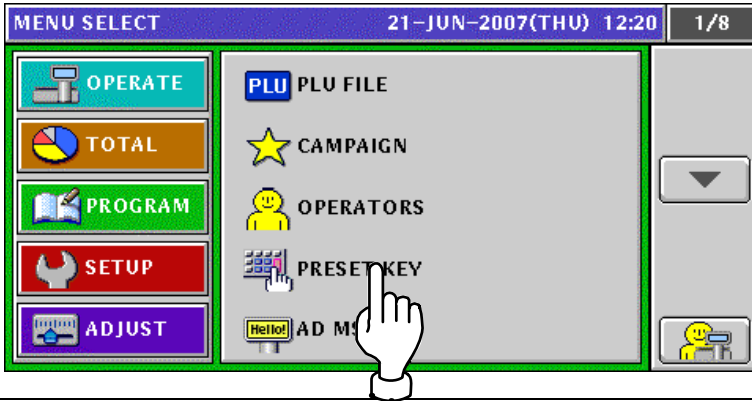 MENU SELECT 21-JUN-2007(THU) 12:20 1/8
OPERATE
TOTAL
PROGRAM
SETUP
ADJUST
PLU PLU FILE
CAMPAIGN
OPERATORS
PRESET KEY
Hello! AD